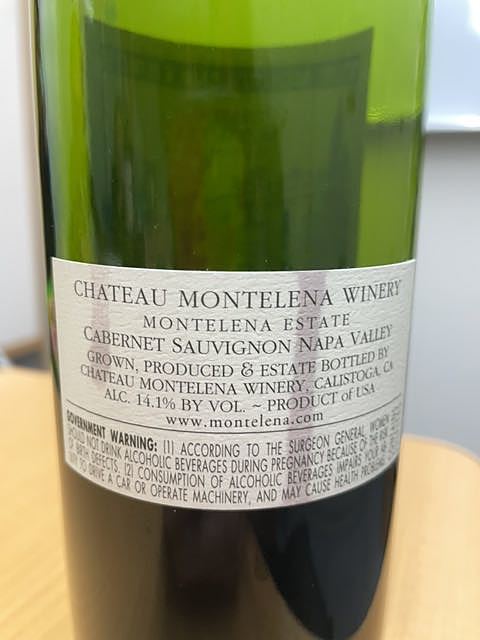 CHATEAU MONTELENA WINERY
MONTELENA ESTATE
CABERNET SAUVIGNON NAPA VALLEY
GROWN, PRODUCED & ESTATE BOTTLED BY
CHATEAU MONTELENA WINERY, CALISTOGA, CA
ALC. 14.1% BY VOL. ~ PRODUCT of USA
www.montelena.com
GOVERNMENT WARNING: (1) ACCORDING TO THE SURGEON GENERAL, WOMEN
SHOULD NOT DRINK ALCOHOLIC BEVERAGES DURING PREGNANCY BECAUSE OF THE RISK
BIRTH DEFECTS. (2) CONSUMPTION OF ALCOHOLIC BEVERAGES IMPAIRS YOUR
TO DRIVE A CAR OR OPERATE MACHINERY, AND MAY CAUSE HEALTH